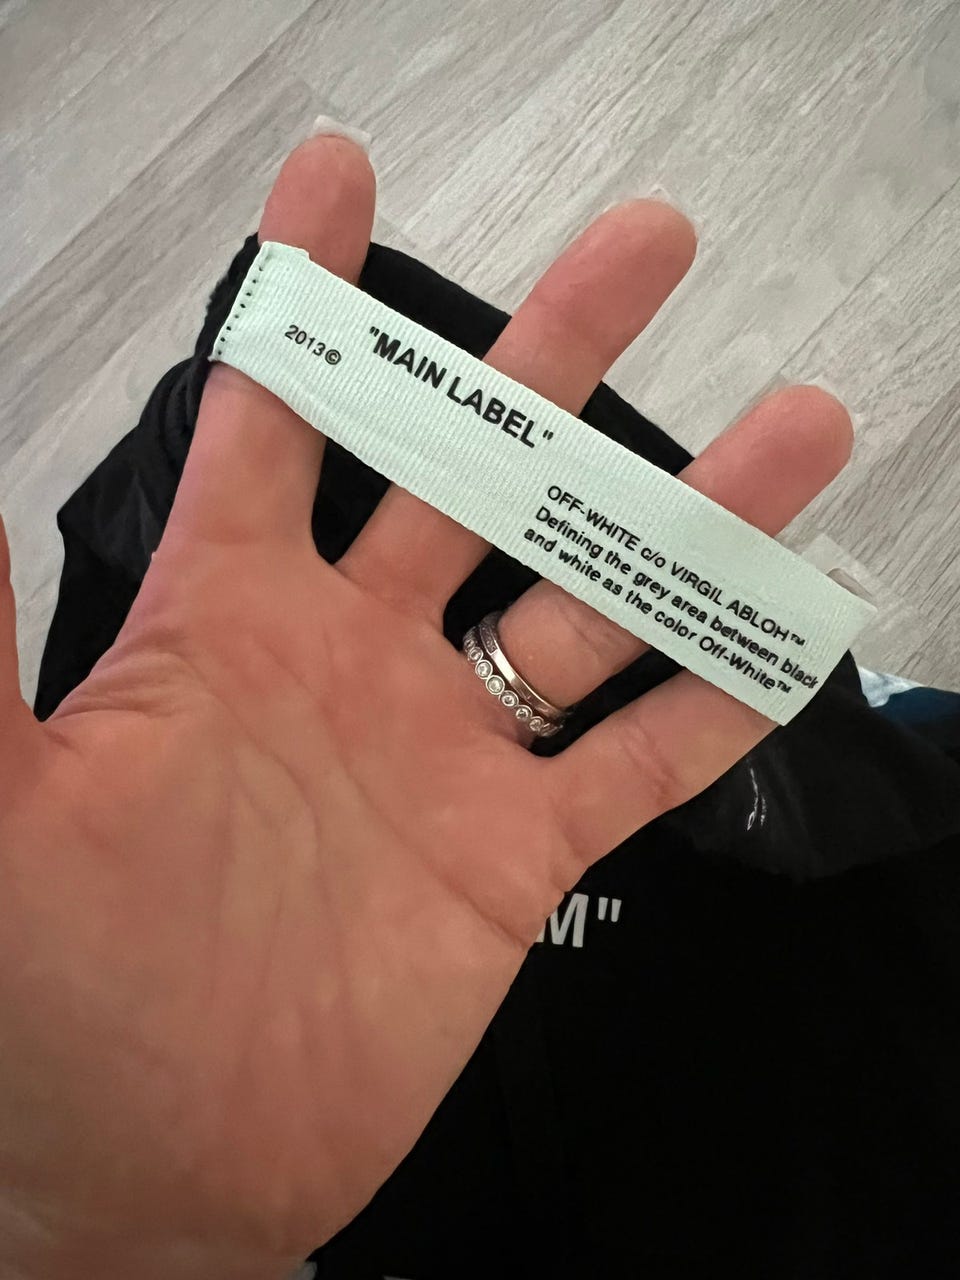 2013© "MAIN LABEL"
OFF-WHITE c/o VIRGIL ABLOH™
Defining the grey area between black
and white as the color Off-White™
M"